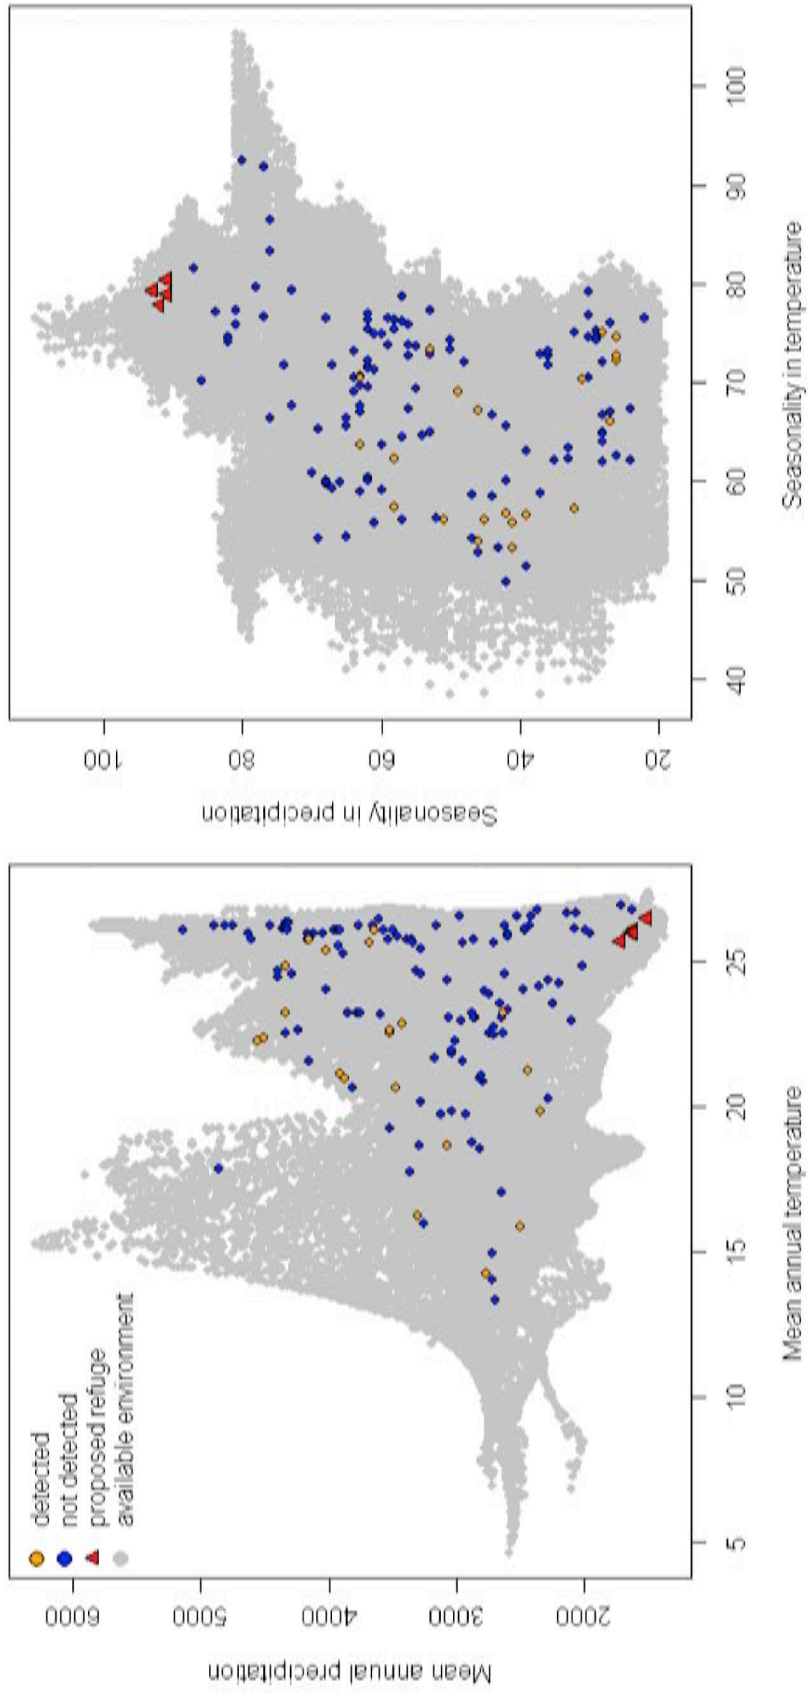 detected
not detected
proposed refuge
available environment
Mean annual precipitation
6000
5000
4000
3000
2000
5
10
15
20
25
Mean annual temperature
Seasonality in precipitation
100
80
60
40
20
40
50
60
70
80
90
100
Seasonality in temperature